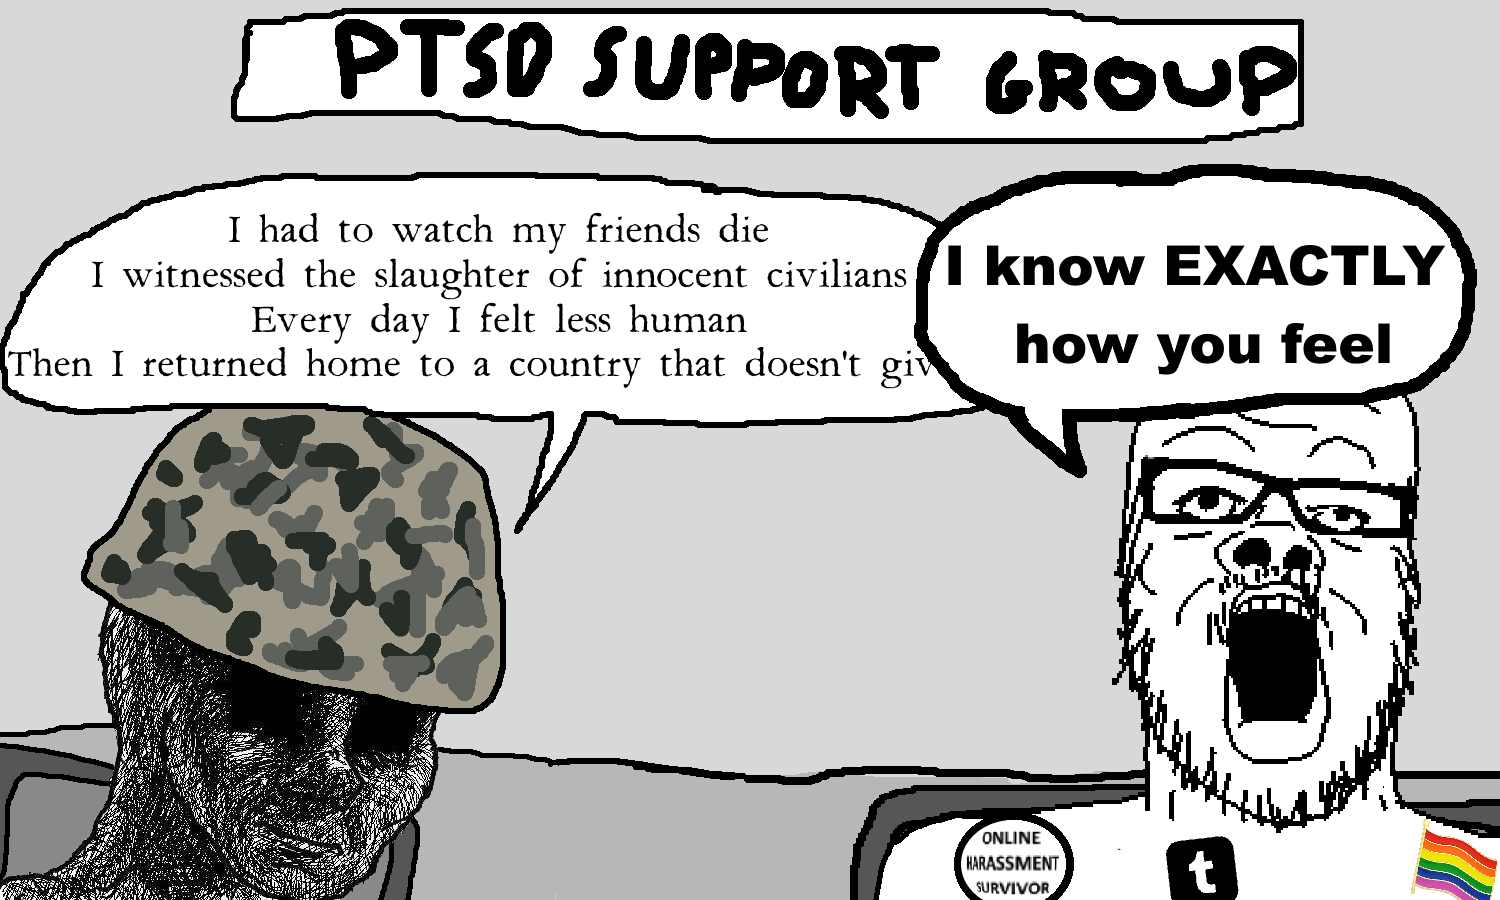 PTSD SUPPORT GROUP
I had to watch my friends die
I witnessed the slaughter of innocent civilians
Every day I felt less human
Then I returned home to a country that doesn't giv
I know EXACTLY
how you feel
ONLINE
HARASSMENT
SURVIVOR
t